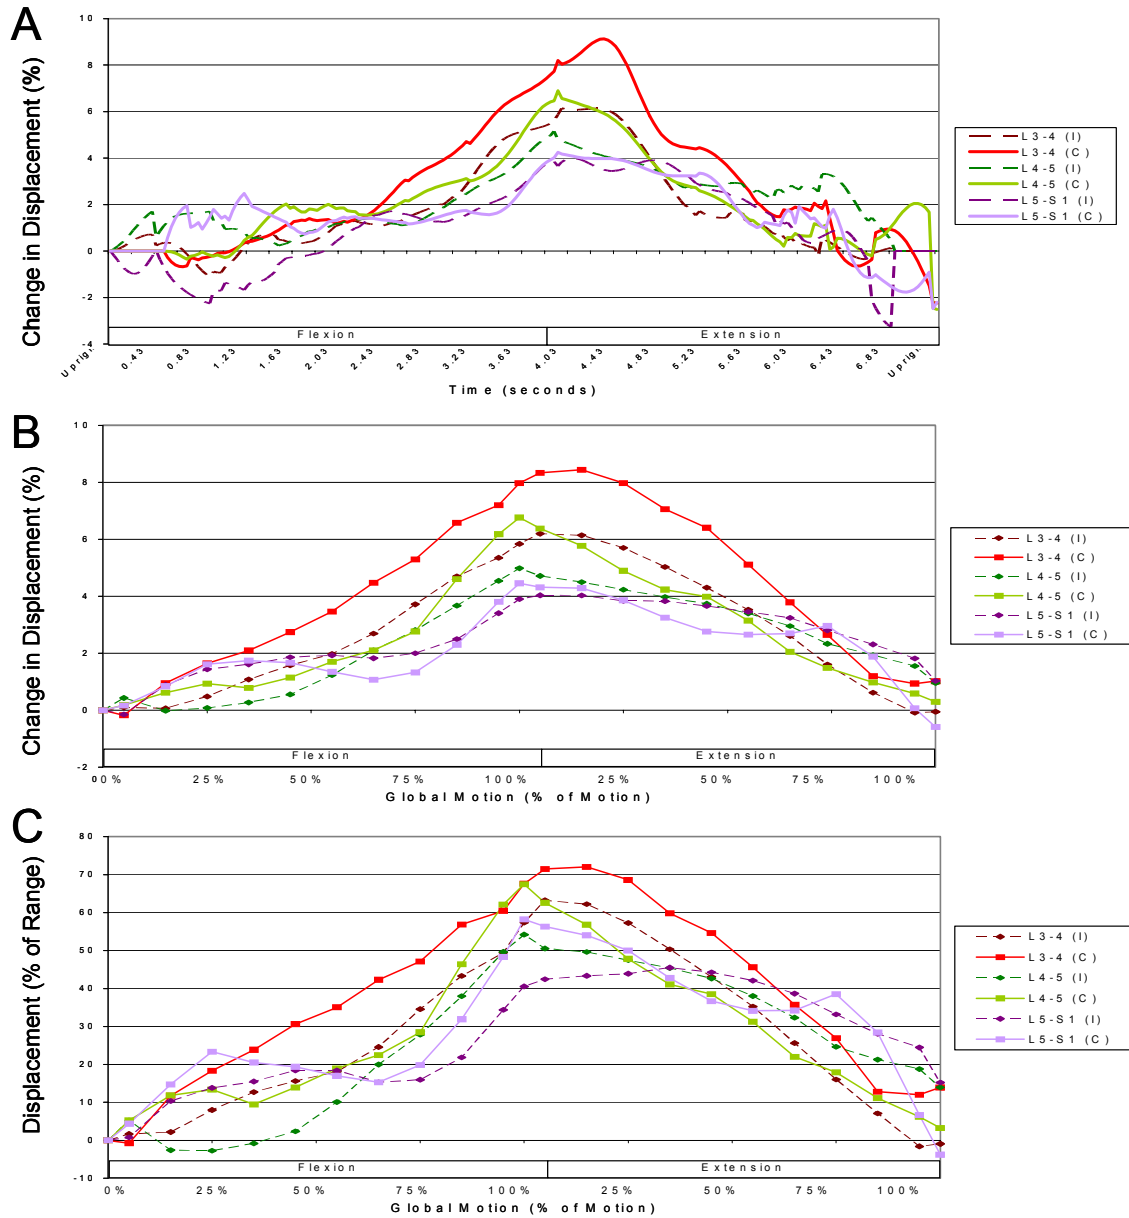 A
Change in Displacement (%)
10
8
6
4
2
0
-2
-4
Flexion
Extension
Uprigh
0.43
0.83
1.23
1.63
2.03
2.43
2.83
3.23
3.63
4.03
4.43
4.83
5.23
5.63
6.03
6.43
6.83
Uprigh
Time (seconds)
L3-4 (I)
L3-4 (C)
L4-5 (I)
L4-5 (C)
L5-S1 (I)
L5-S1 (C)
B
Change in Displacement (%)
10
8
6
4
2
0
-2
Flexion
Extension
00%
25%
50%
75%
100%
25%
50%
75%
100%
Global Motion (% of Motion)
L3-4 (I)
L3-4 (C)
L4-5 (I)
L4-5 (C)
L5-S1 (I)
L5-S1 (C)
C
Displacement (% of Range)
80
70
60
50
40
30
20
10
0
-10
Flexion
Extension
0%
25%
50%
75%
100%
25%
50%
75%
100%
Global Motion (% of Motion)
L3-4 (I)
L3-4 (C)
L4-5 (I)
L4-5 (C)
L5-S1 (I)
L5-S1 (C)